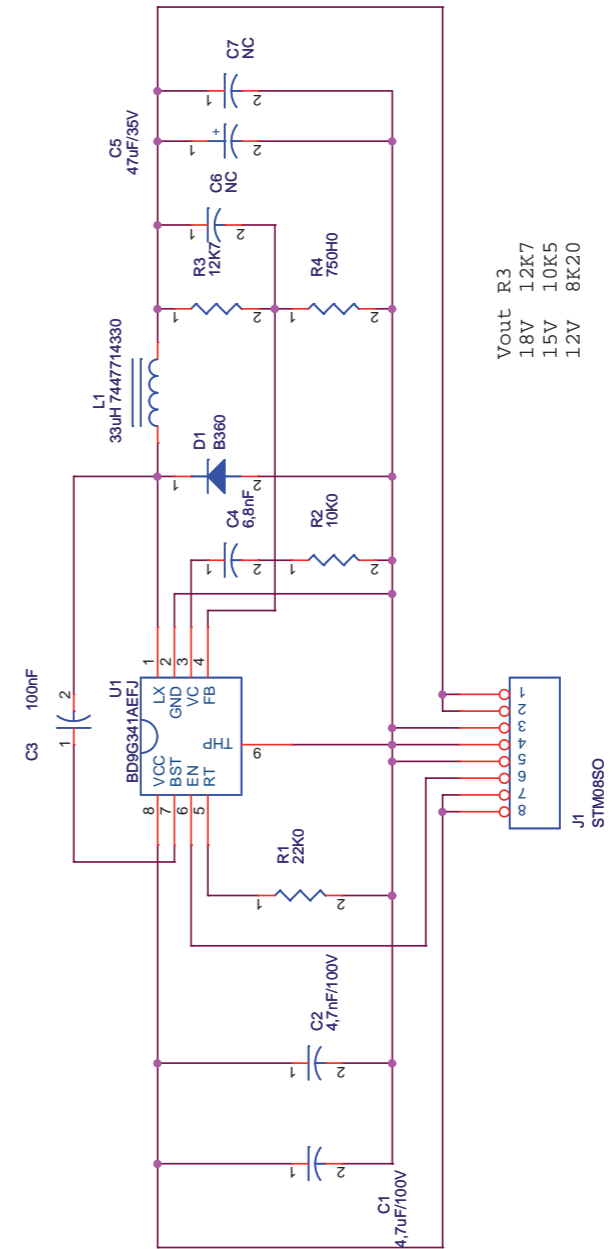 C7
NC
1
2
C5
47uF/35V
+
1
2
C6
NC
1
2
R3
12K7
1
2
R4
750H0
1
2
L1
33uH 7447714330
D1
B360
1
2
C4
6,8nF
1
2
R2
10K0
1
2
C3
100nF
1
2
U1
BD9G341AEFJ
8
VCC
LX
1
7
BST
GND
2
6
EN
VC
3
5
RT
FB
4
THP
9
R1
22K0
1
2
C2
4,7nF/100V
1
2
C1
4,7uF/100V
1
2
Vout R3
18V 12K7
15V 10K5
12V 8K20
1
2
3
4
5
6
7
8
J1
STM08SO